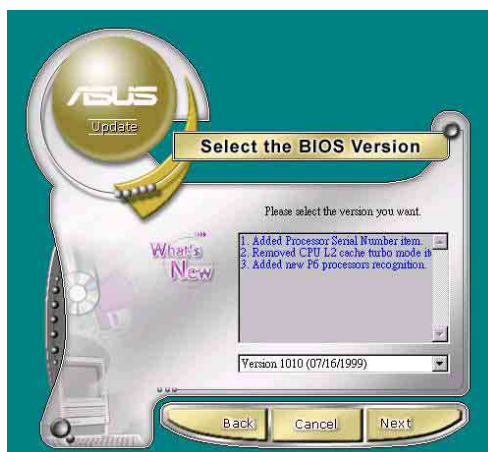 ASUS
Update
Select the BIOS Version
Please select the version you want.
What's
New
1. Added Processor Serial Number item.
2. Removed CPU L2 cache turbo mode it
3. Added new P6 processors recognition.
Version 1010 (07/16/1999)
Back
Cancel
Next